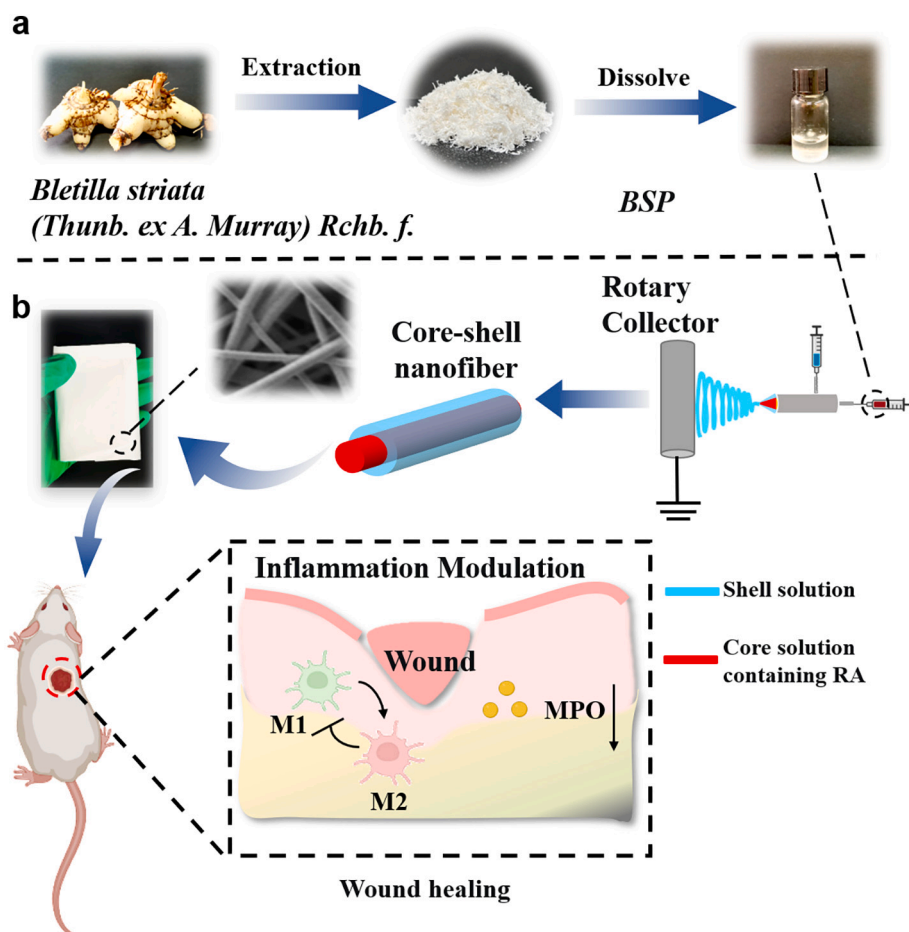 a
Extraction
Dissolve
Bletilla striata
(Thunb. ex A. Murray) Rchb. f.
BSP
b
Rotary
Collector
Core-shell
nanofiber
Inflammation Modulation
Wound
M1
M2
MPO
Shell solution
Core solution
containing RA
Wound healing